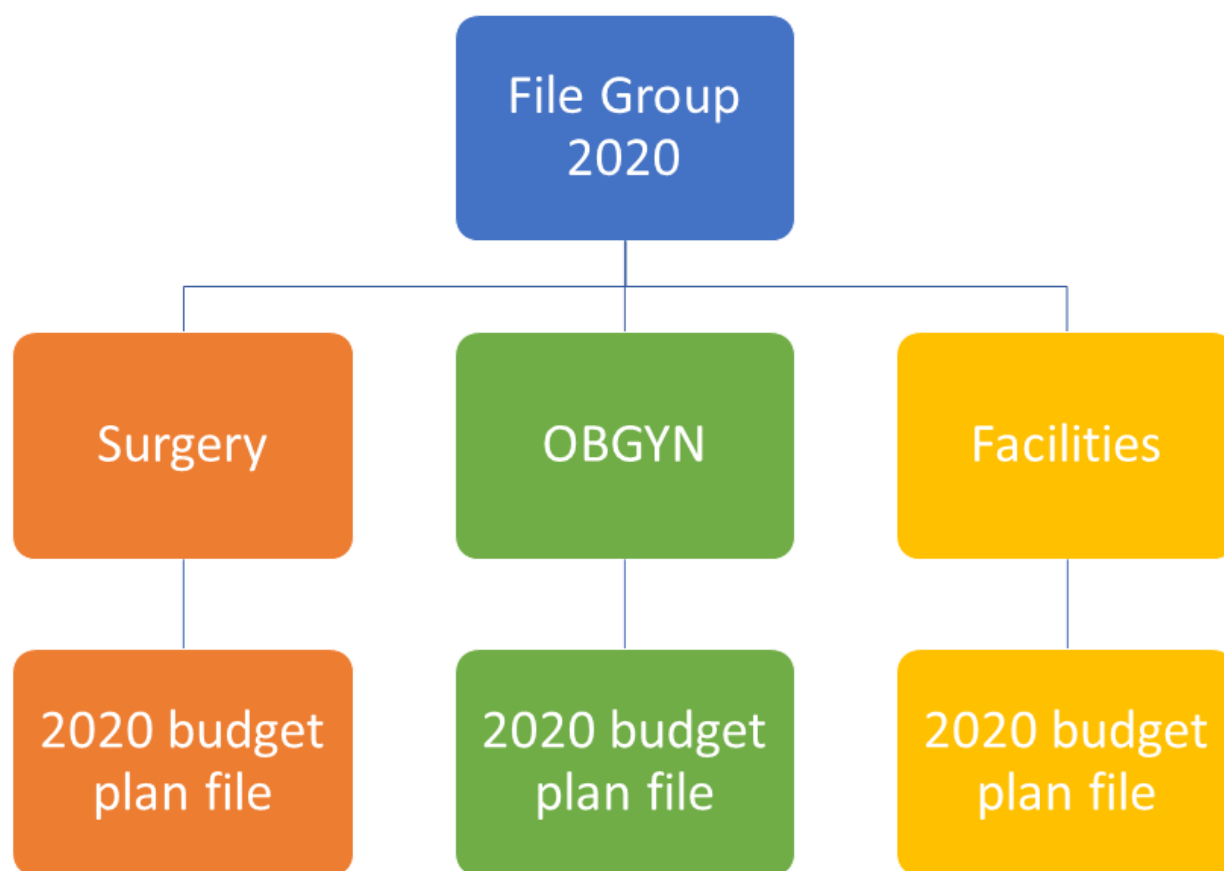 File Group
2020
Surgery
OBGYN
Facilities
2020 budget
plan file
2020 budget
plan file
2020 budget
plan file